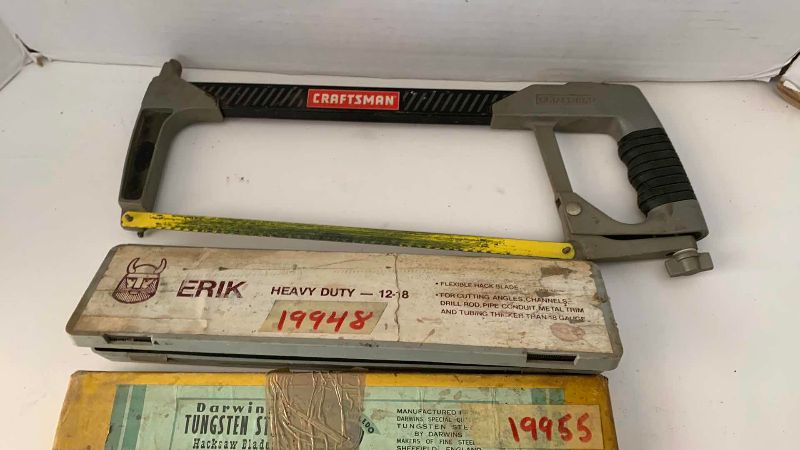 CRAFTSMAN
ERIK
HEAVY DUTY — 12-18
19948
• FLEXIBLE HACK BLADE
• FOR CUTTING ANGLES, CHANNELS,
DRILL ROD, PIPE CONDUIT, METAL TRIM
AND TUBING THICKER THAN 18 GAUGE
Darwin
TUNGSTEN ST
Hacksaw Blade
MANUFACTURED
DARWINS SPECIAL
TUNGSTEN STE
BY DARWINS
MAKERS OF FINE STEEL
SHEFFIELD, ENGLAND
19955